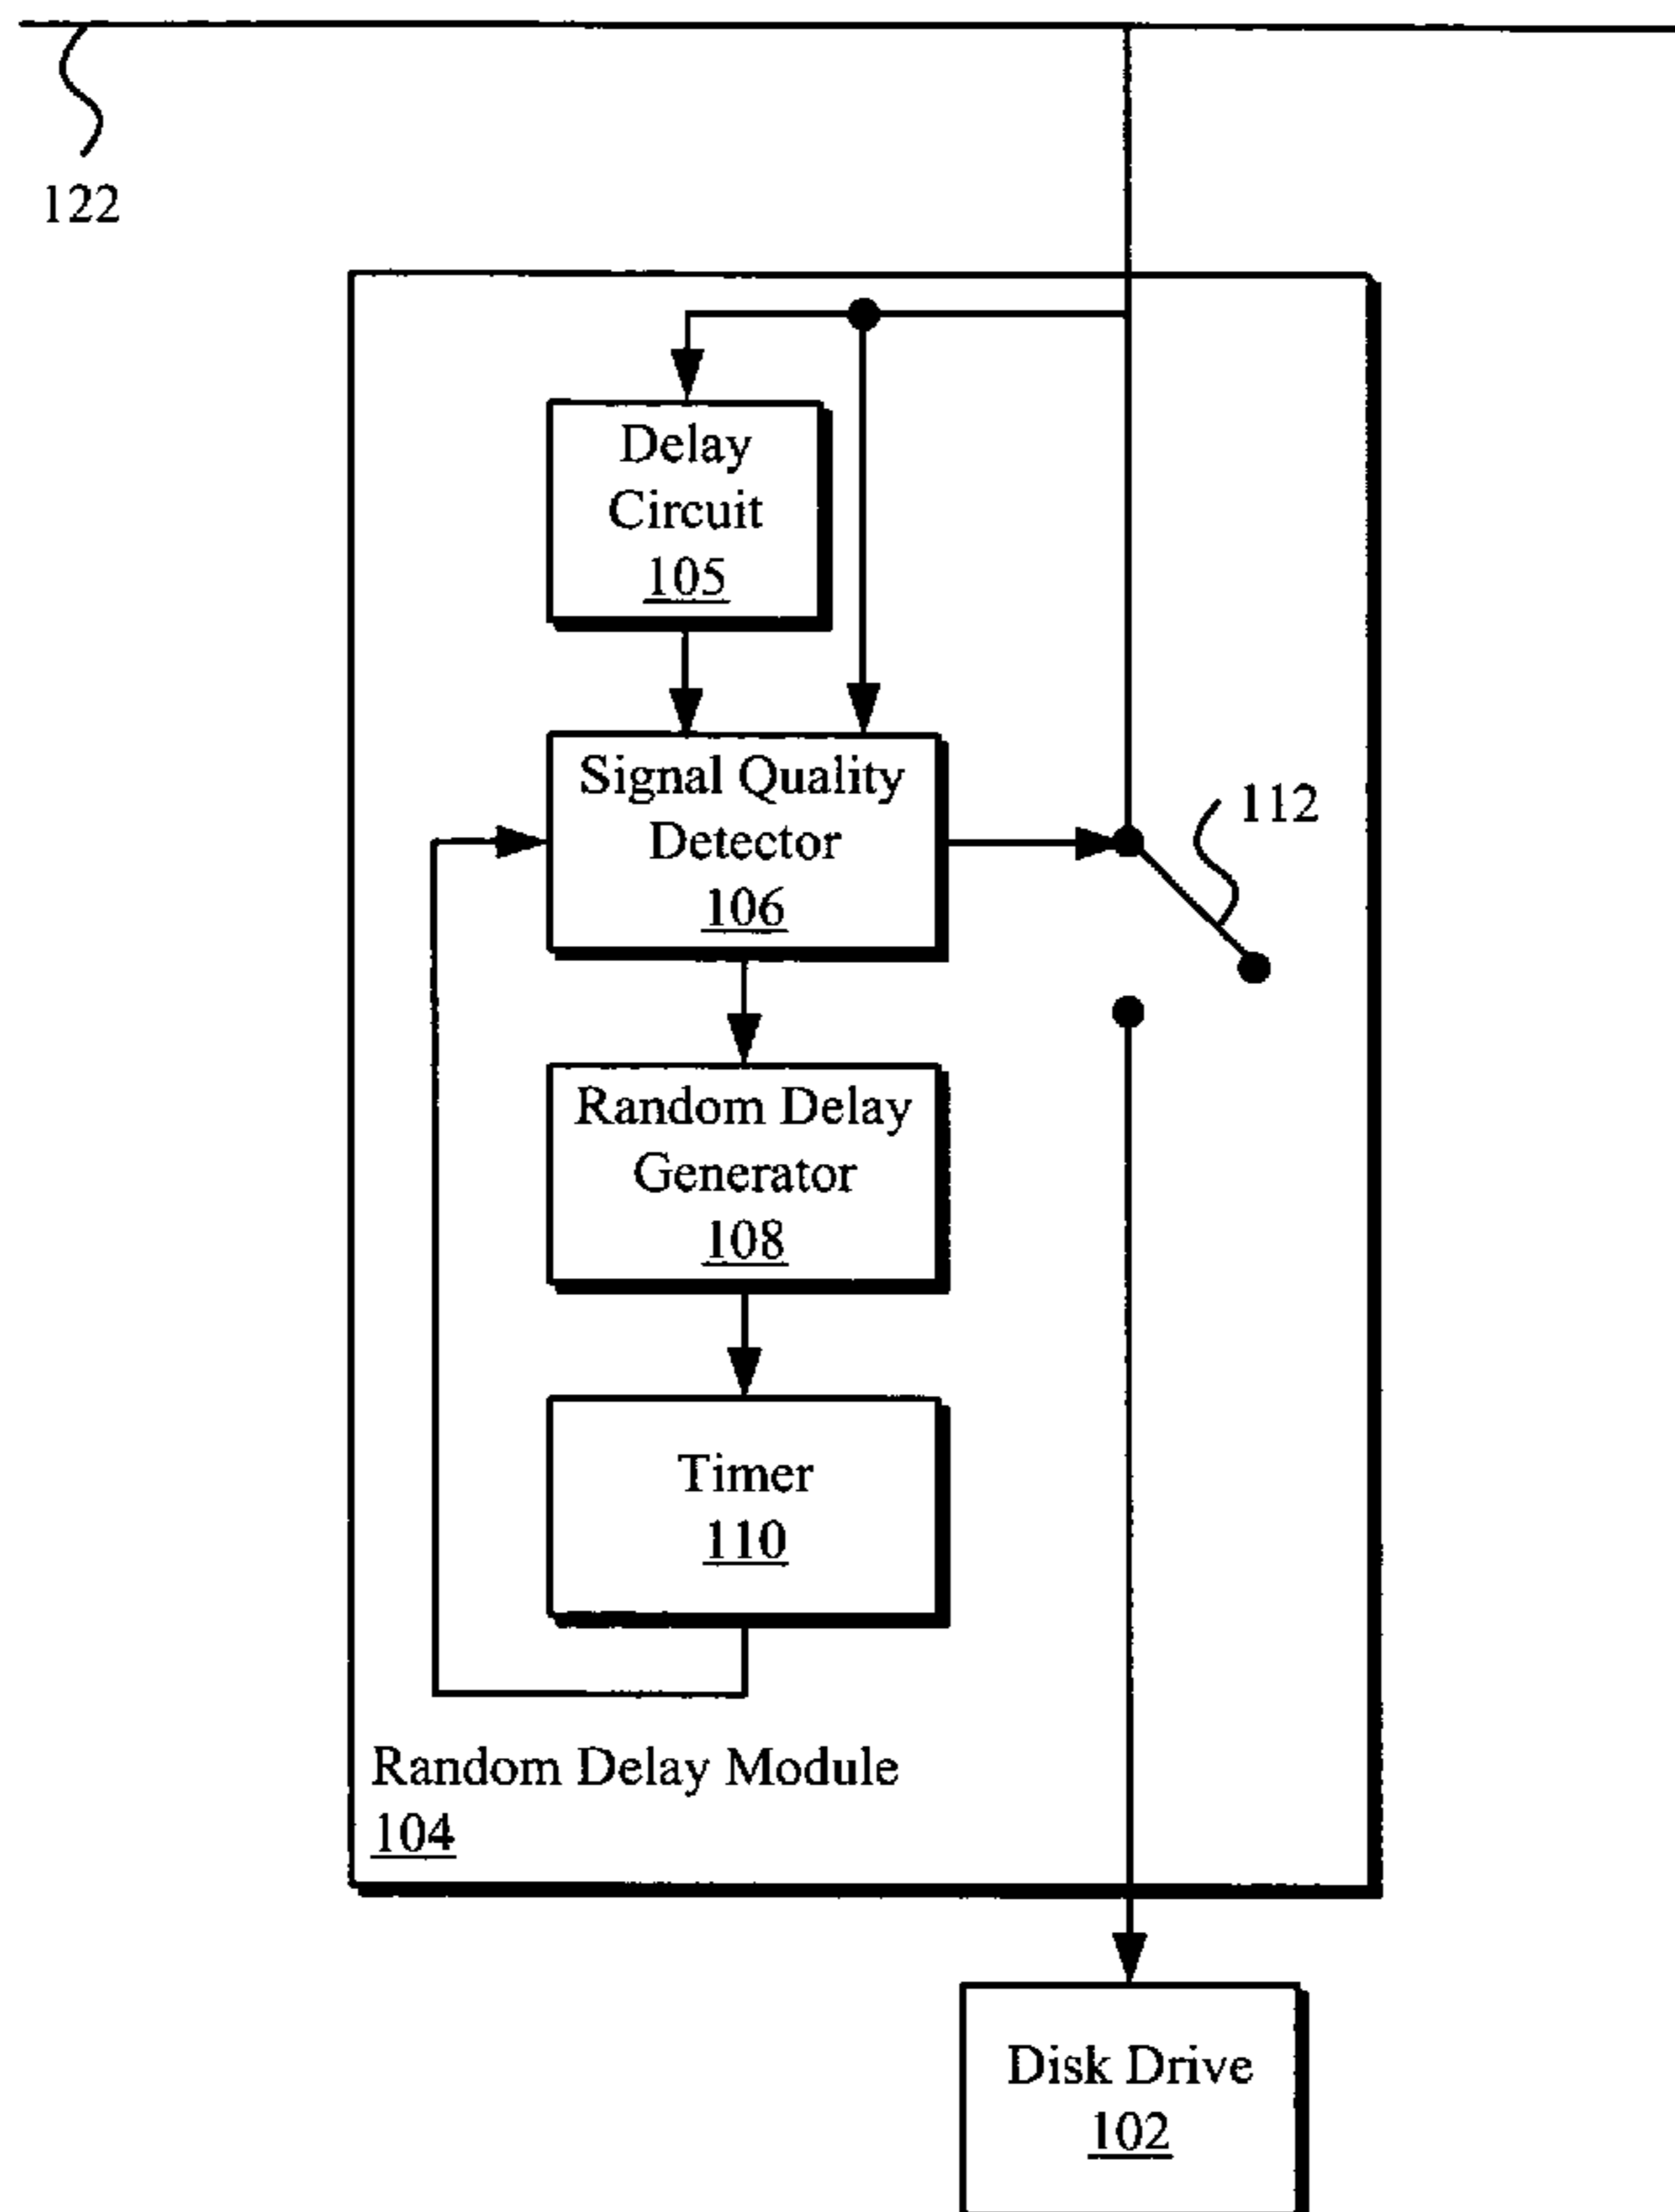 122
Delay
Circuit
105
Signal Quality
Detector
106
112
Random Delay
Generator
108
Timer
110
Random Delay Module
104
Disk Drive
102